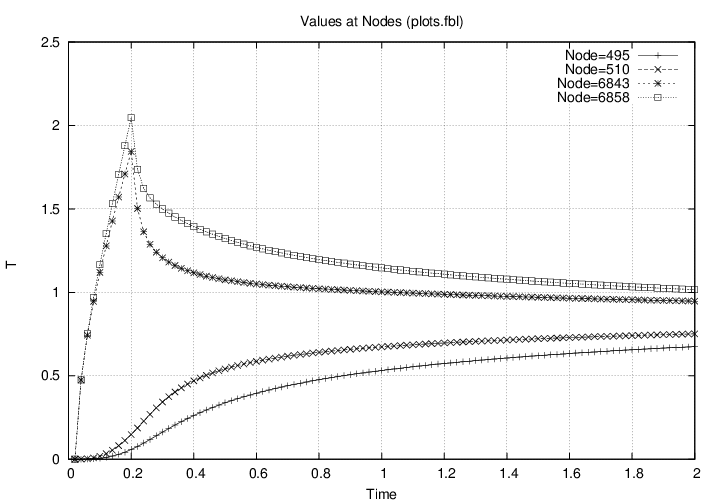 Values at Nodes (plots.fbl)
2.5
Node=495
Node=510
Node=6843
Node=6858
2
1.5
T
1
0.5
0
0 0.2 0.4 0.6 0.8 1 1.2 1.4 1.6 1.8 2
Time